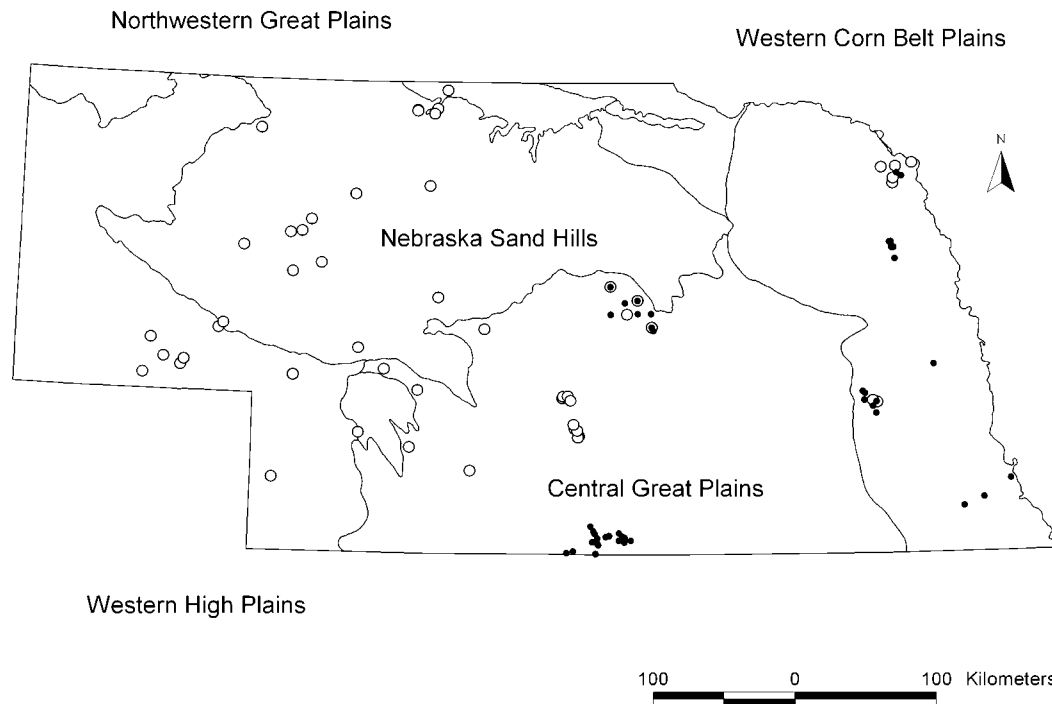 Northwestern Great Plains
Western Corn Belt Plains
N
Nebraska Sand Hills
Central Great Plains
Western High Plains
100 0 100 Kilometers